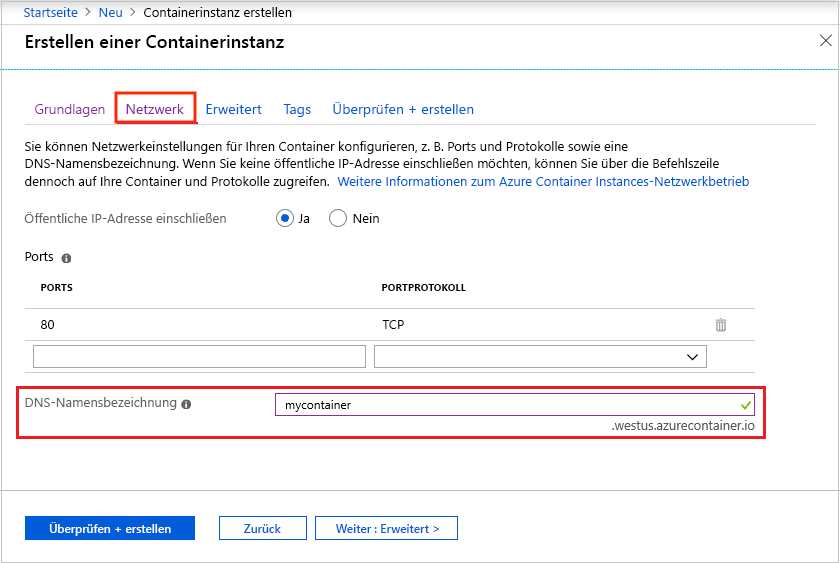 Startseite > Neu > Containerinstanz erstellen
Erstellen einer Containerinstanz
Grundlagen Netzwerk Erweitert Tags Überprüfen + erstellen
Sie können Netzwerkeinstellungen für Ihren Container konfigurieren, z. B. Ports und Protokolle sowie eine
DNS-Namensbezeichnung. Wenn Sie keine öffentliche IP-Adresse einschließen möchten, können Sie über die Befehlszeile
dennoch auf Ihre Container und Protokolle zugreifen. Weitere Informationen zum Azure Container Instances-Netzwerkbetrieb
Öffentliche IP-Adresse einschließen Ja Nein
Ports
PORTS PORTPROTOKOLL
80 TCP
DNS-Namensbezeichnung mycontainer
.westus.azurecontainer.io
Überprüfen + erstellen Zurück Weiter : Erweitert >